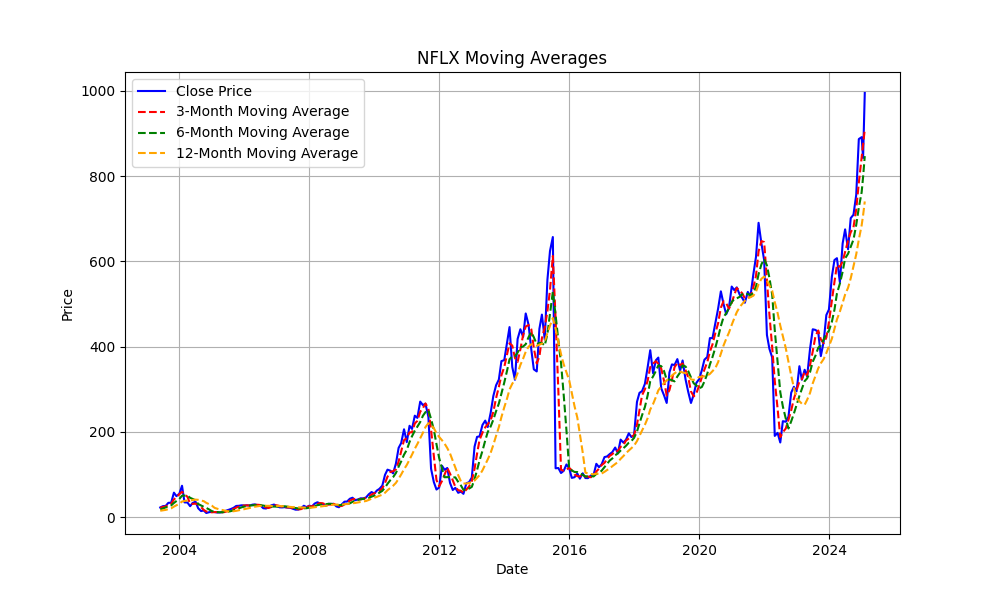 NFLX Moving Averages
Close Price
3-Month Moving Average
6-Month Moving Average
12-Month Moving Average
1000
800
600
400
200
0
Price
2004 2008 2012 2016 2020 2024
Date